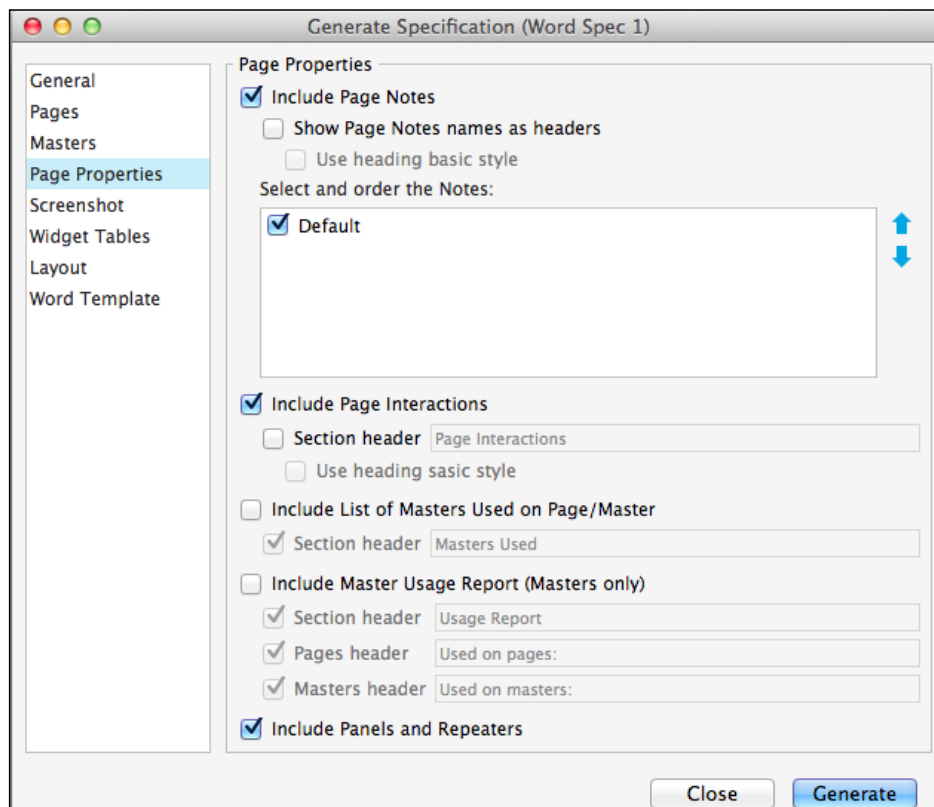 Generate Specification (Word Spec 1)
General
Pages
Masters
Page Properties
Screenshot
Widget Tables
Layout
Word Template
Page Properties
Include Page Notes
Show Page Notes names as headers
Use heading basic style
Select and order the Notes:
Default
Include Page Interactions
Section header Page Interactions
Use heading sasic style
Include List of Masters Used on Page/Master
Section header Masters Used
Include Master Usage Report (Masters only)
Section header Usage Report
Pages header Used on pages:
Masters header Used on masters:
Include Panels and Repeaters
Close Generate